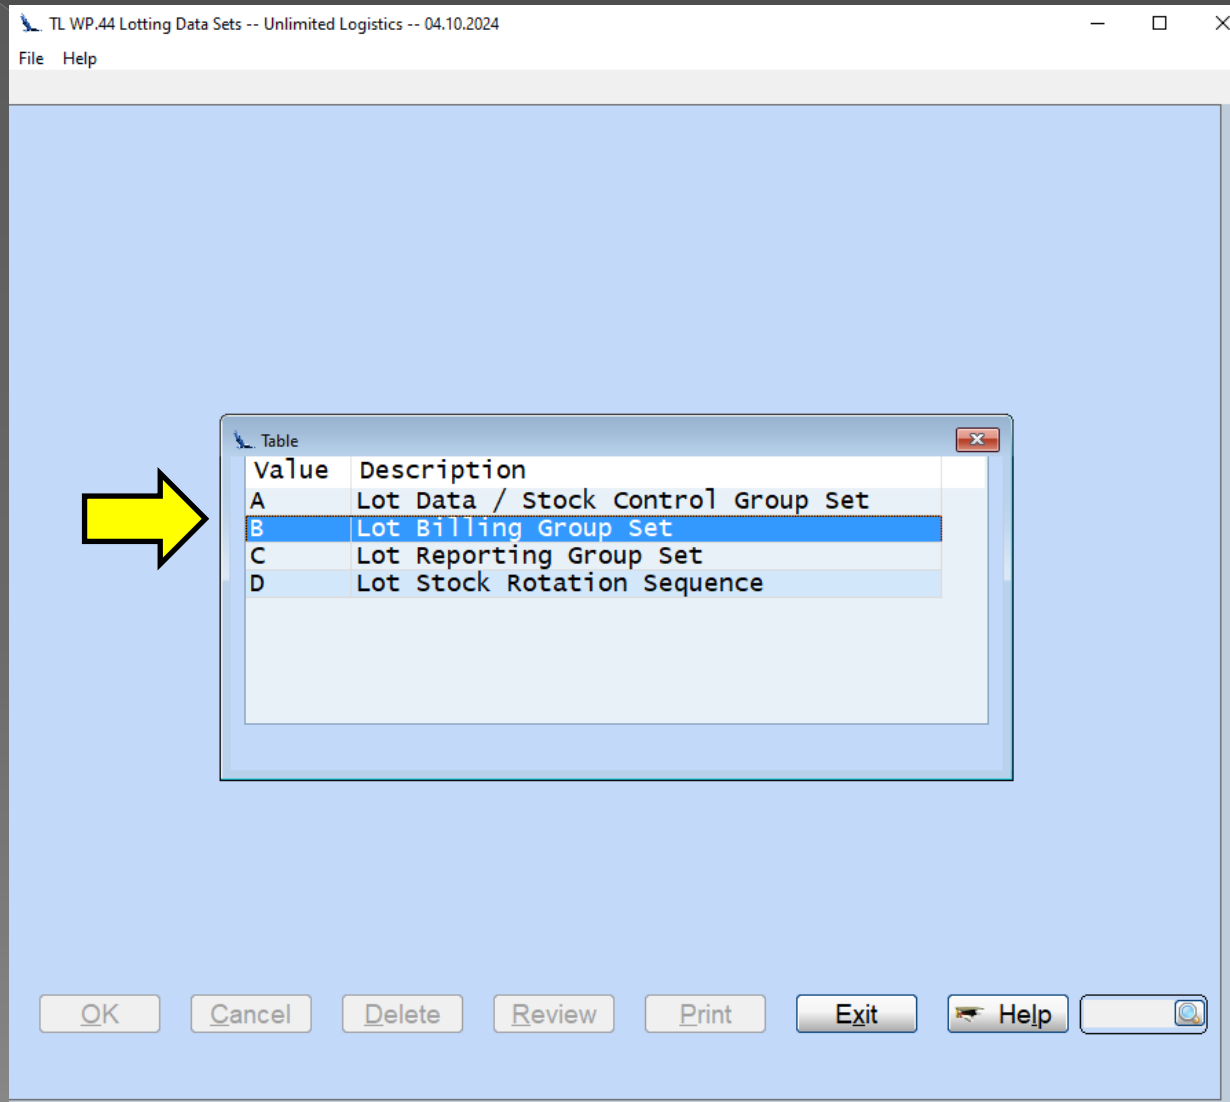 TL WP.44 Lotting Data Sets -- Unlimited Logistics -- 04.10.2024
File Help
Table
Value Description
A Lot Data / Stock Control Group Set
B Lot Billing Group Set
C Lot Reporting Group Set
D Lot Stock Rotation Sequence
OK Cancel Delete Review Print Exit Help